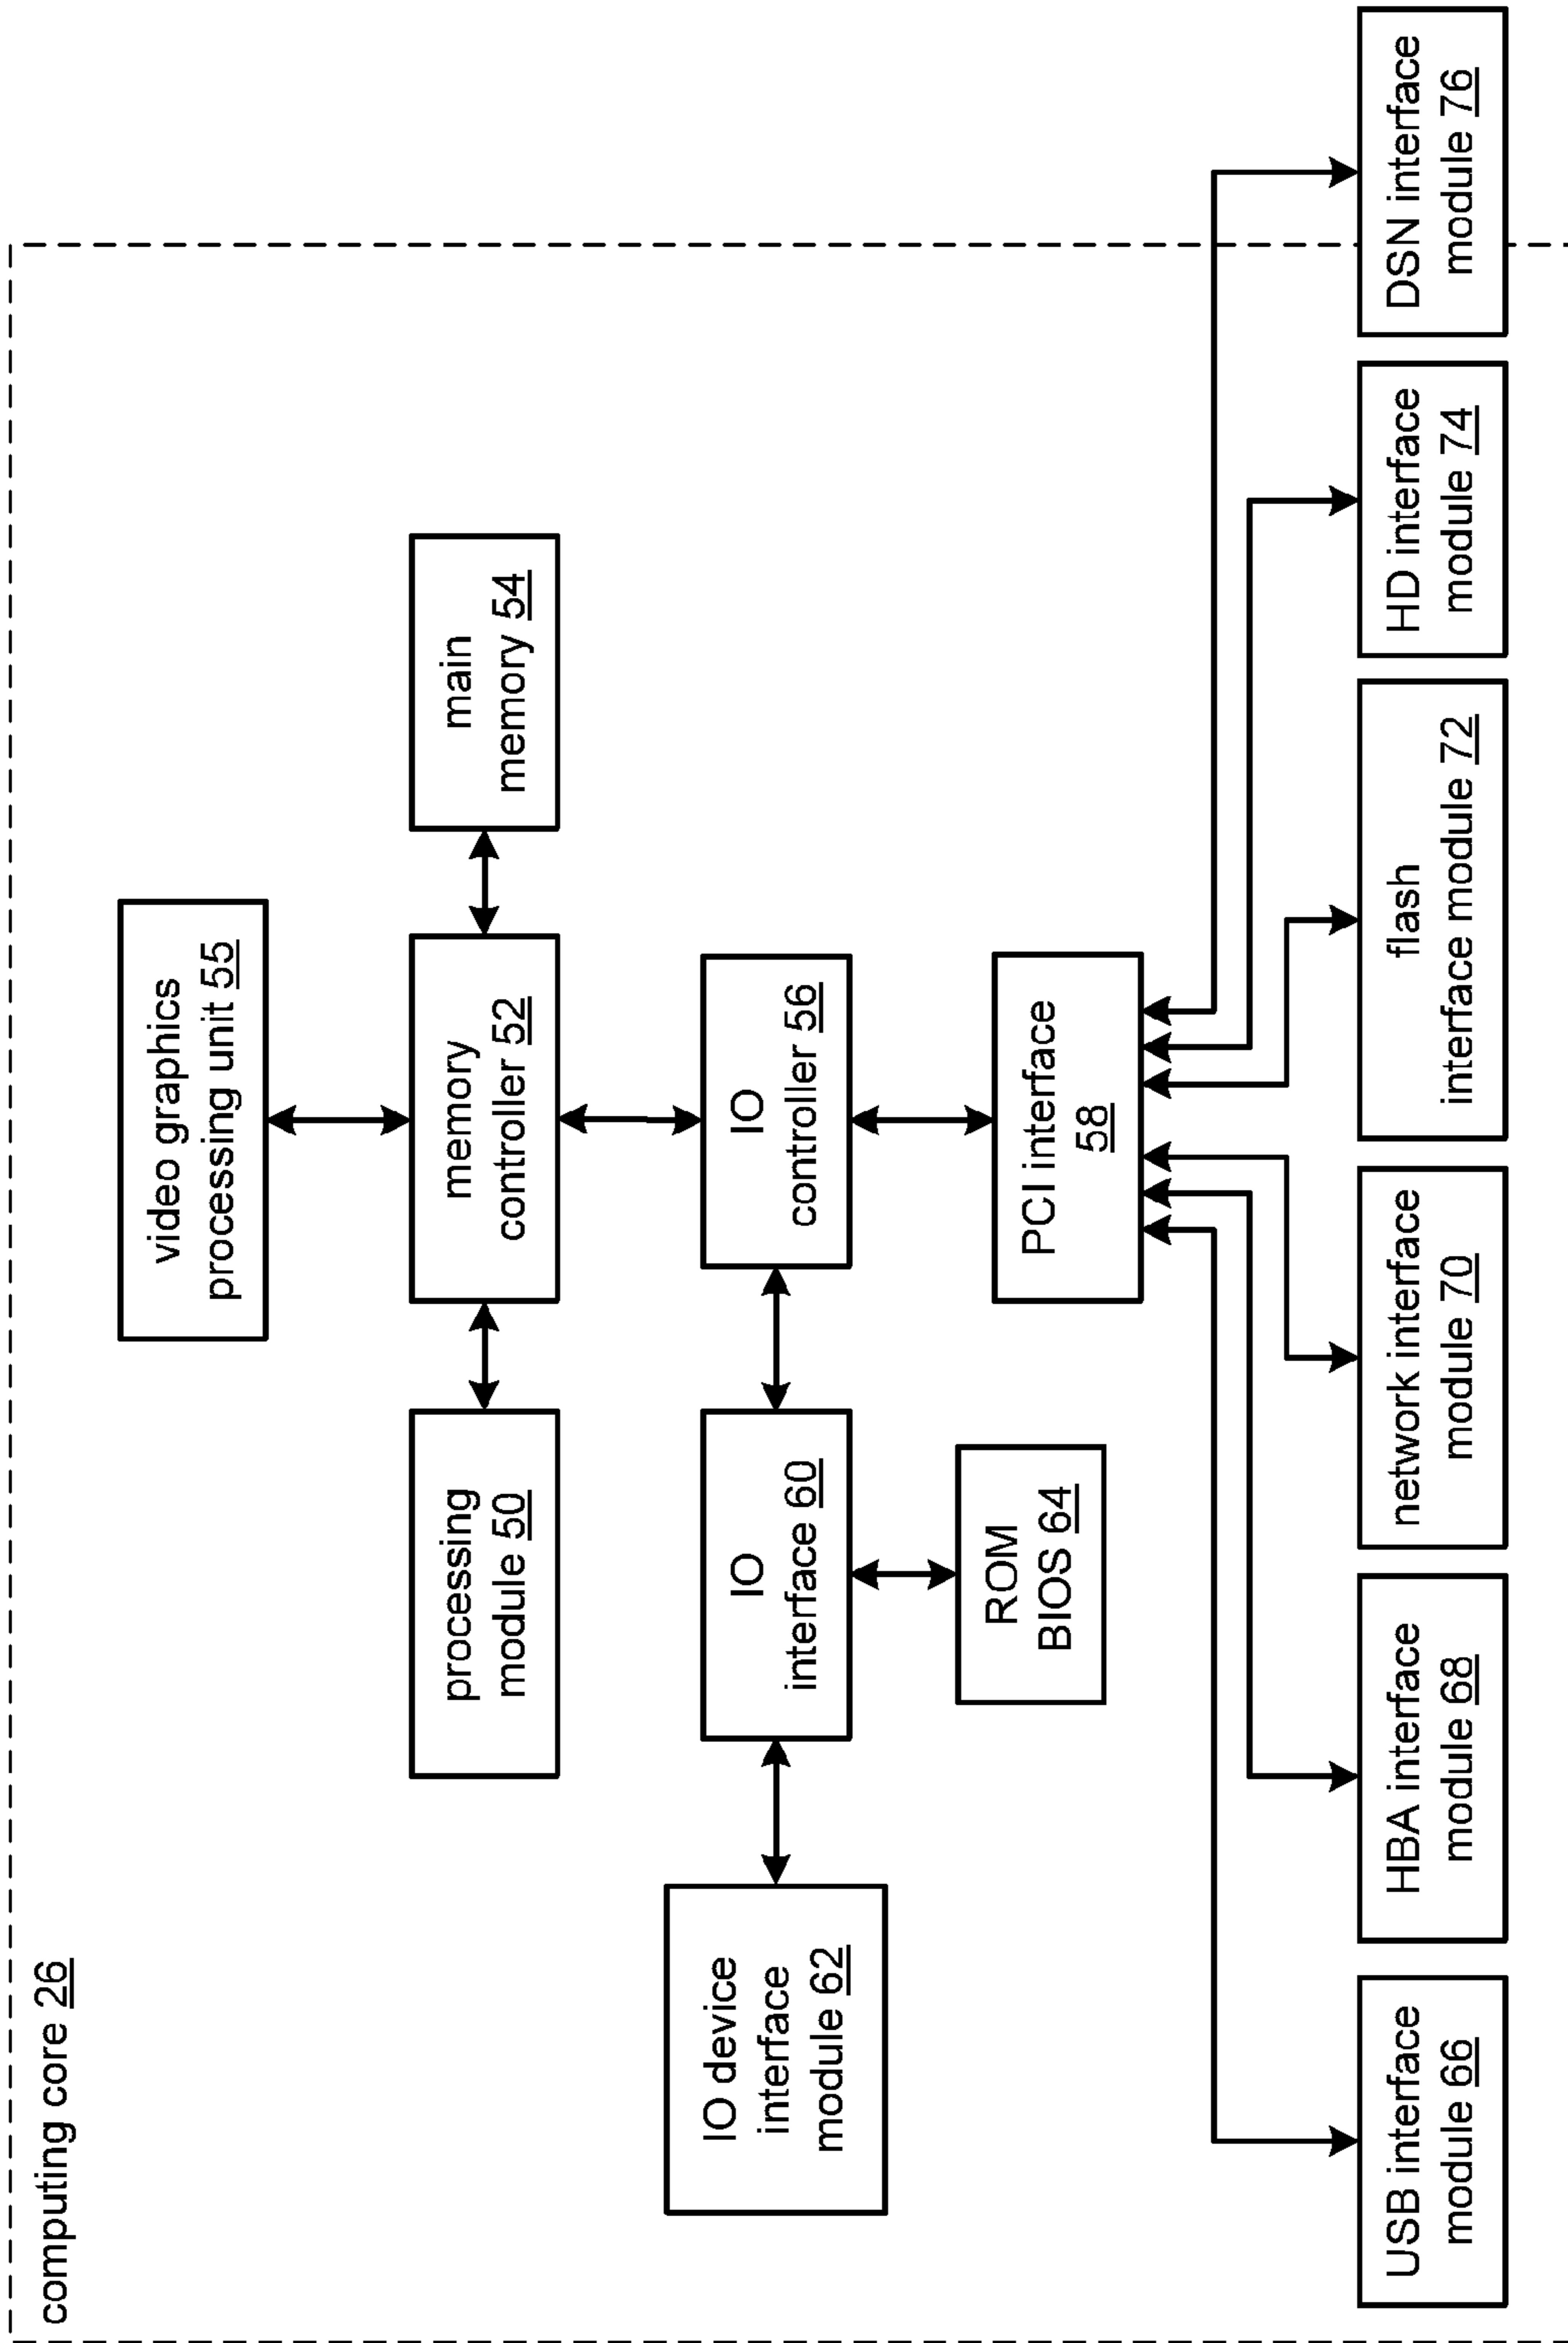 computing core 26
video graphics
processing unit 55
processing
module 50
memory
controller 52
main
memory 54
IO device
interface
module 62
IO
interface 60
IO
controller 56
ROM
BIOS 64
PCI interface
58
USB interface
module 66
HBA interface
module 68
network interface
module 70
flash
interface module 72
HD interface
module 74
DSN interface
module 76